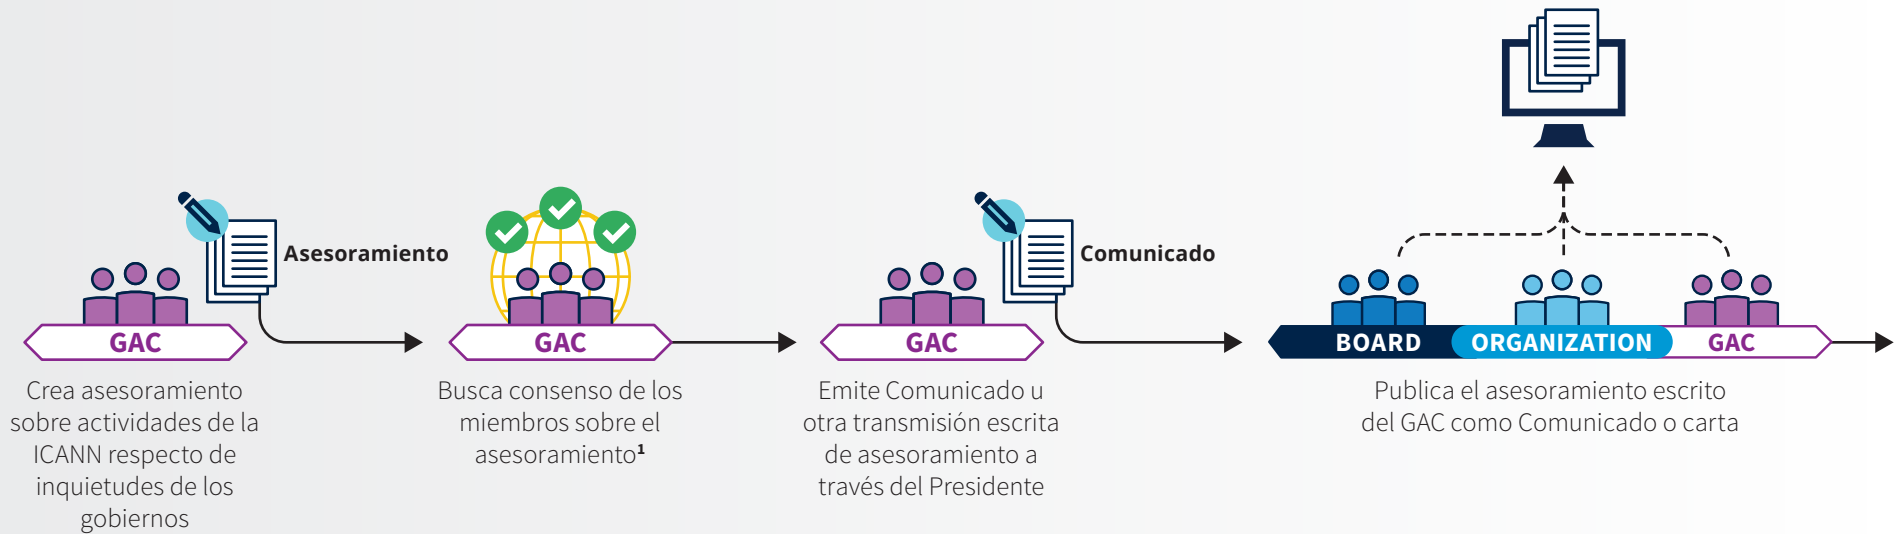 Asesoramiento
GAC
Crea asesoramiento
sobre actividades de la
ICANN respecto de
inquietudes de los
gobiernos
GAC
Busca consenso de los
miembros sobre el
asesoramiento¹
Comunicado
GAC
Emite Comunicado u
otra transmisión escrita
de asesoramiento a
través del Presidente
BOARD
ORGANIZATION
GAC
Publica el asesoramiento escrito
del GAC como Comunicado o carta